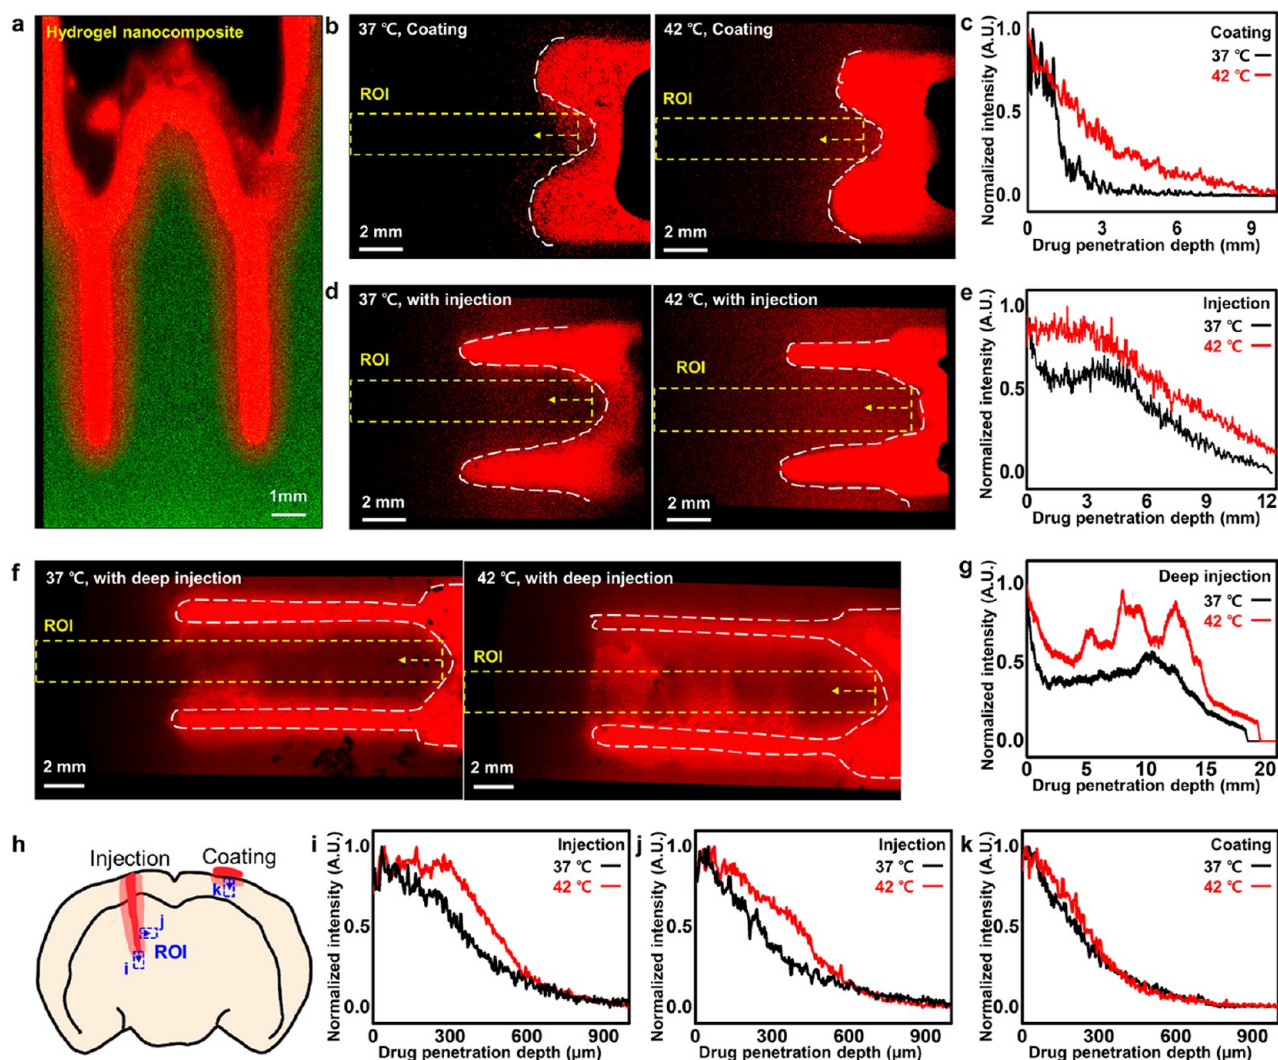 a
Hydrogel nanocomposite
1mm
b
37 ℃, Coating
ROI
2 mm
42 ℃, Coating
ROI
2 mm
c
Normalized intensity (A.U.)
1.0
0.5
0.0
Coating
37 ℃
42 ℃
3
6
9
Drug penetration depth (mm)
d
37 ℃, with injection
ROI
2 mm
42 ℃, with injection
ROI
2 mm
e
Normalized intensity (A.U.)
1.0
0.5
0.0
Injection
37 ℃
42 ℃
0
3
6
9
12
Drug penetration depth (mm)
f
37 ℃, with deep injection
ROI
2 mm
42 ℃, with deep injection
ROI
2 mm
g
Normalized intensity (A.U.)
1.0
0.5
0.0
Deep injection
37 ℃
42 ℃
0
5
10
15
20
Drug penetration depth (mm)
h
Injection
Coating
k
j
ROI
i
i
Normalized intensity (A.U.)
1.0
0.5
0.0
Injection
37 ℃
42 ℃
0
300
600
900
Drug penetration depth (μm)
j
Normalized intensity (A.U.)
1.0
0.5
0.0
Injection
37 ℃
42 ℃
0
300
600
900
Drug penetration depth (μm)
k
Normalized intensity (A.U.)
1.0
0.5
0.0
Coating
37 ℃
42 ℃
0
300
600
900
Drug penetration depth (μm)